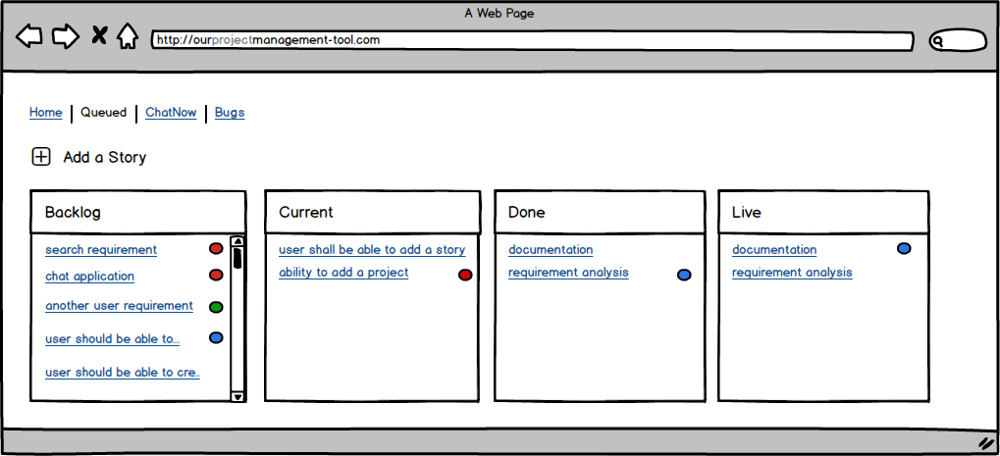 A Web Page
http://ourprojectmanagement-tool.com
Home Queued ChatNow Bugs
Add a Story
Backlog
search requirement
chat application
another user requirement
user should be able to...
user should be able to cre..
Current
user shall be able to add a story
ability to add a project
Done
documentation
requirement analysis
Live
documentation
requirement analysis